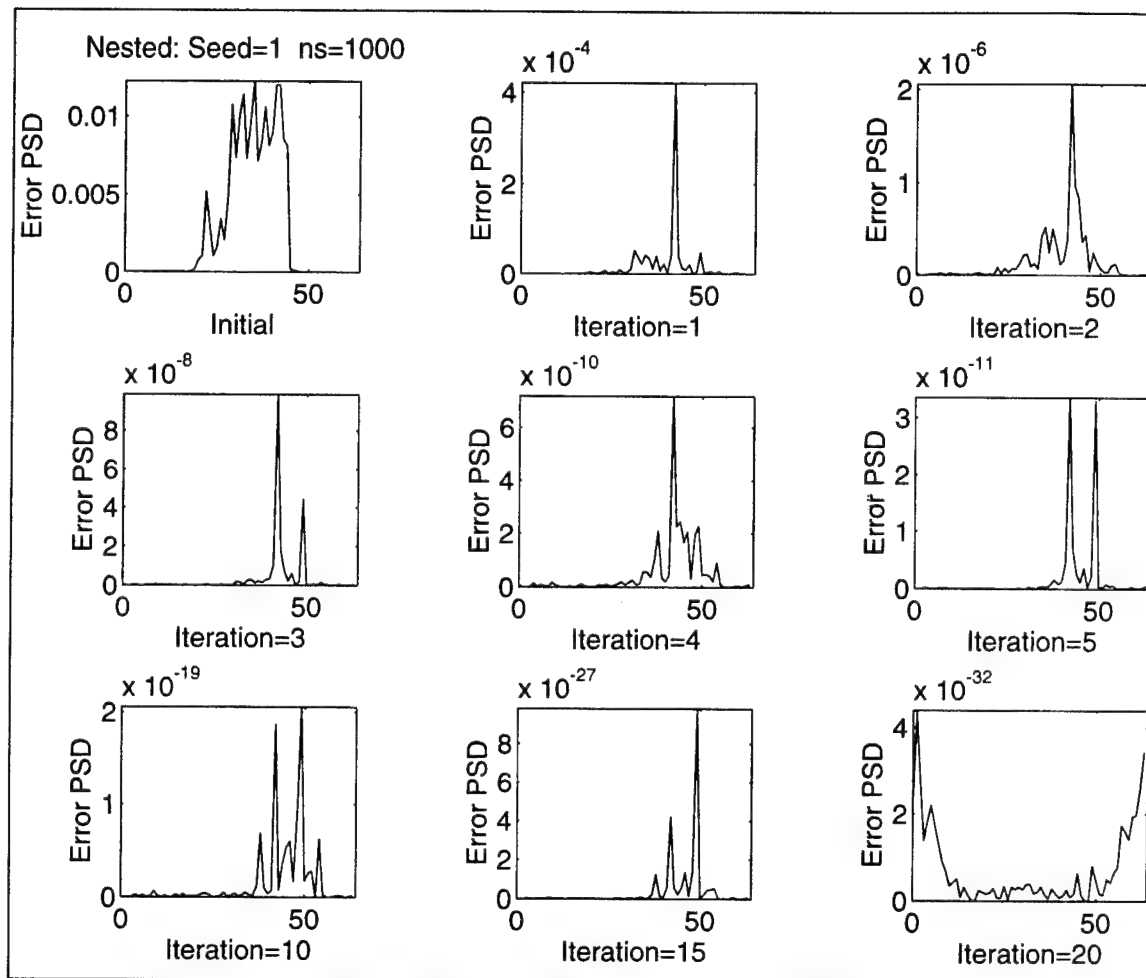 Nested: Seed=1 ns=1000
Error PSD
0.01
0.005
0
0 50
Initial
x 10^-4
Error PSD
4
2
0
0 50
Iteration=1
x 10^-6
Error PSD
2
1
0
0 50
Iteration=2
x 10^-8
Error PSD
8
6
4
2
0
0 50
Iteration=3
x 10^-10
Error PSD
6
4
2
0
0 50
Iteration=4
x 10^-11
Error PSD
3
2
1
0
0 50
Iteration=5
x 10^-19
Error PSD
2
1
0
0 50
Iteration=10
x 10^-27
Error PSD
8
6
4
2
0
0 50
Iteration=15
x 10^-32
Error PSD
4
2
0
0 50
Iteration=20